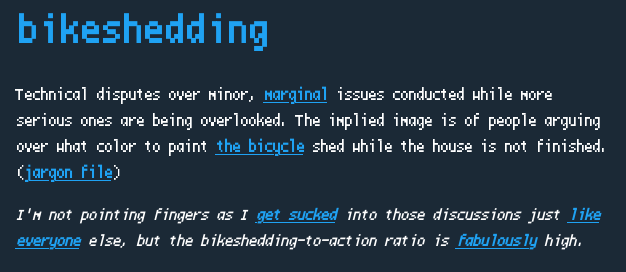 bikeshedding
Technical disputes over minor, marginal issues conducted while more
serious ones are being overlooked. The implied image is of people arguing
over what color to paint the bicycle shed while the house is not finished.
(jargon file)
I'm not pointing fingers as I get sucked into those discussions just like
everyone else, but the bikeshedding-to-action ratio is fabulously high.